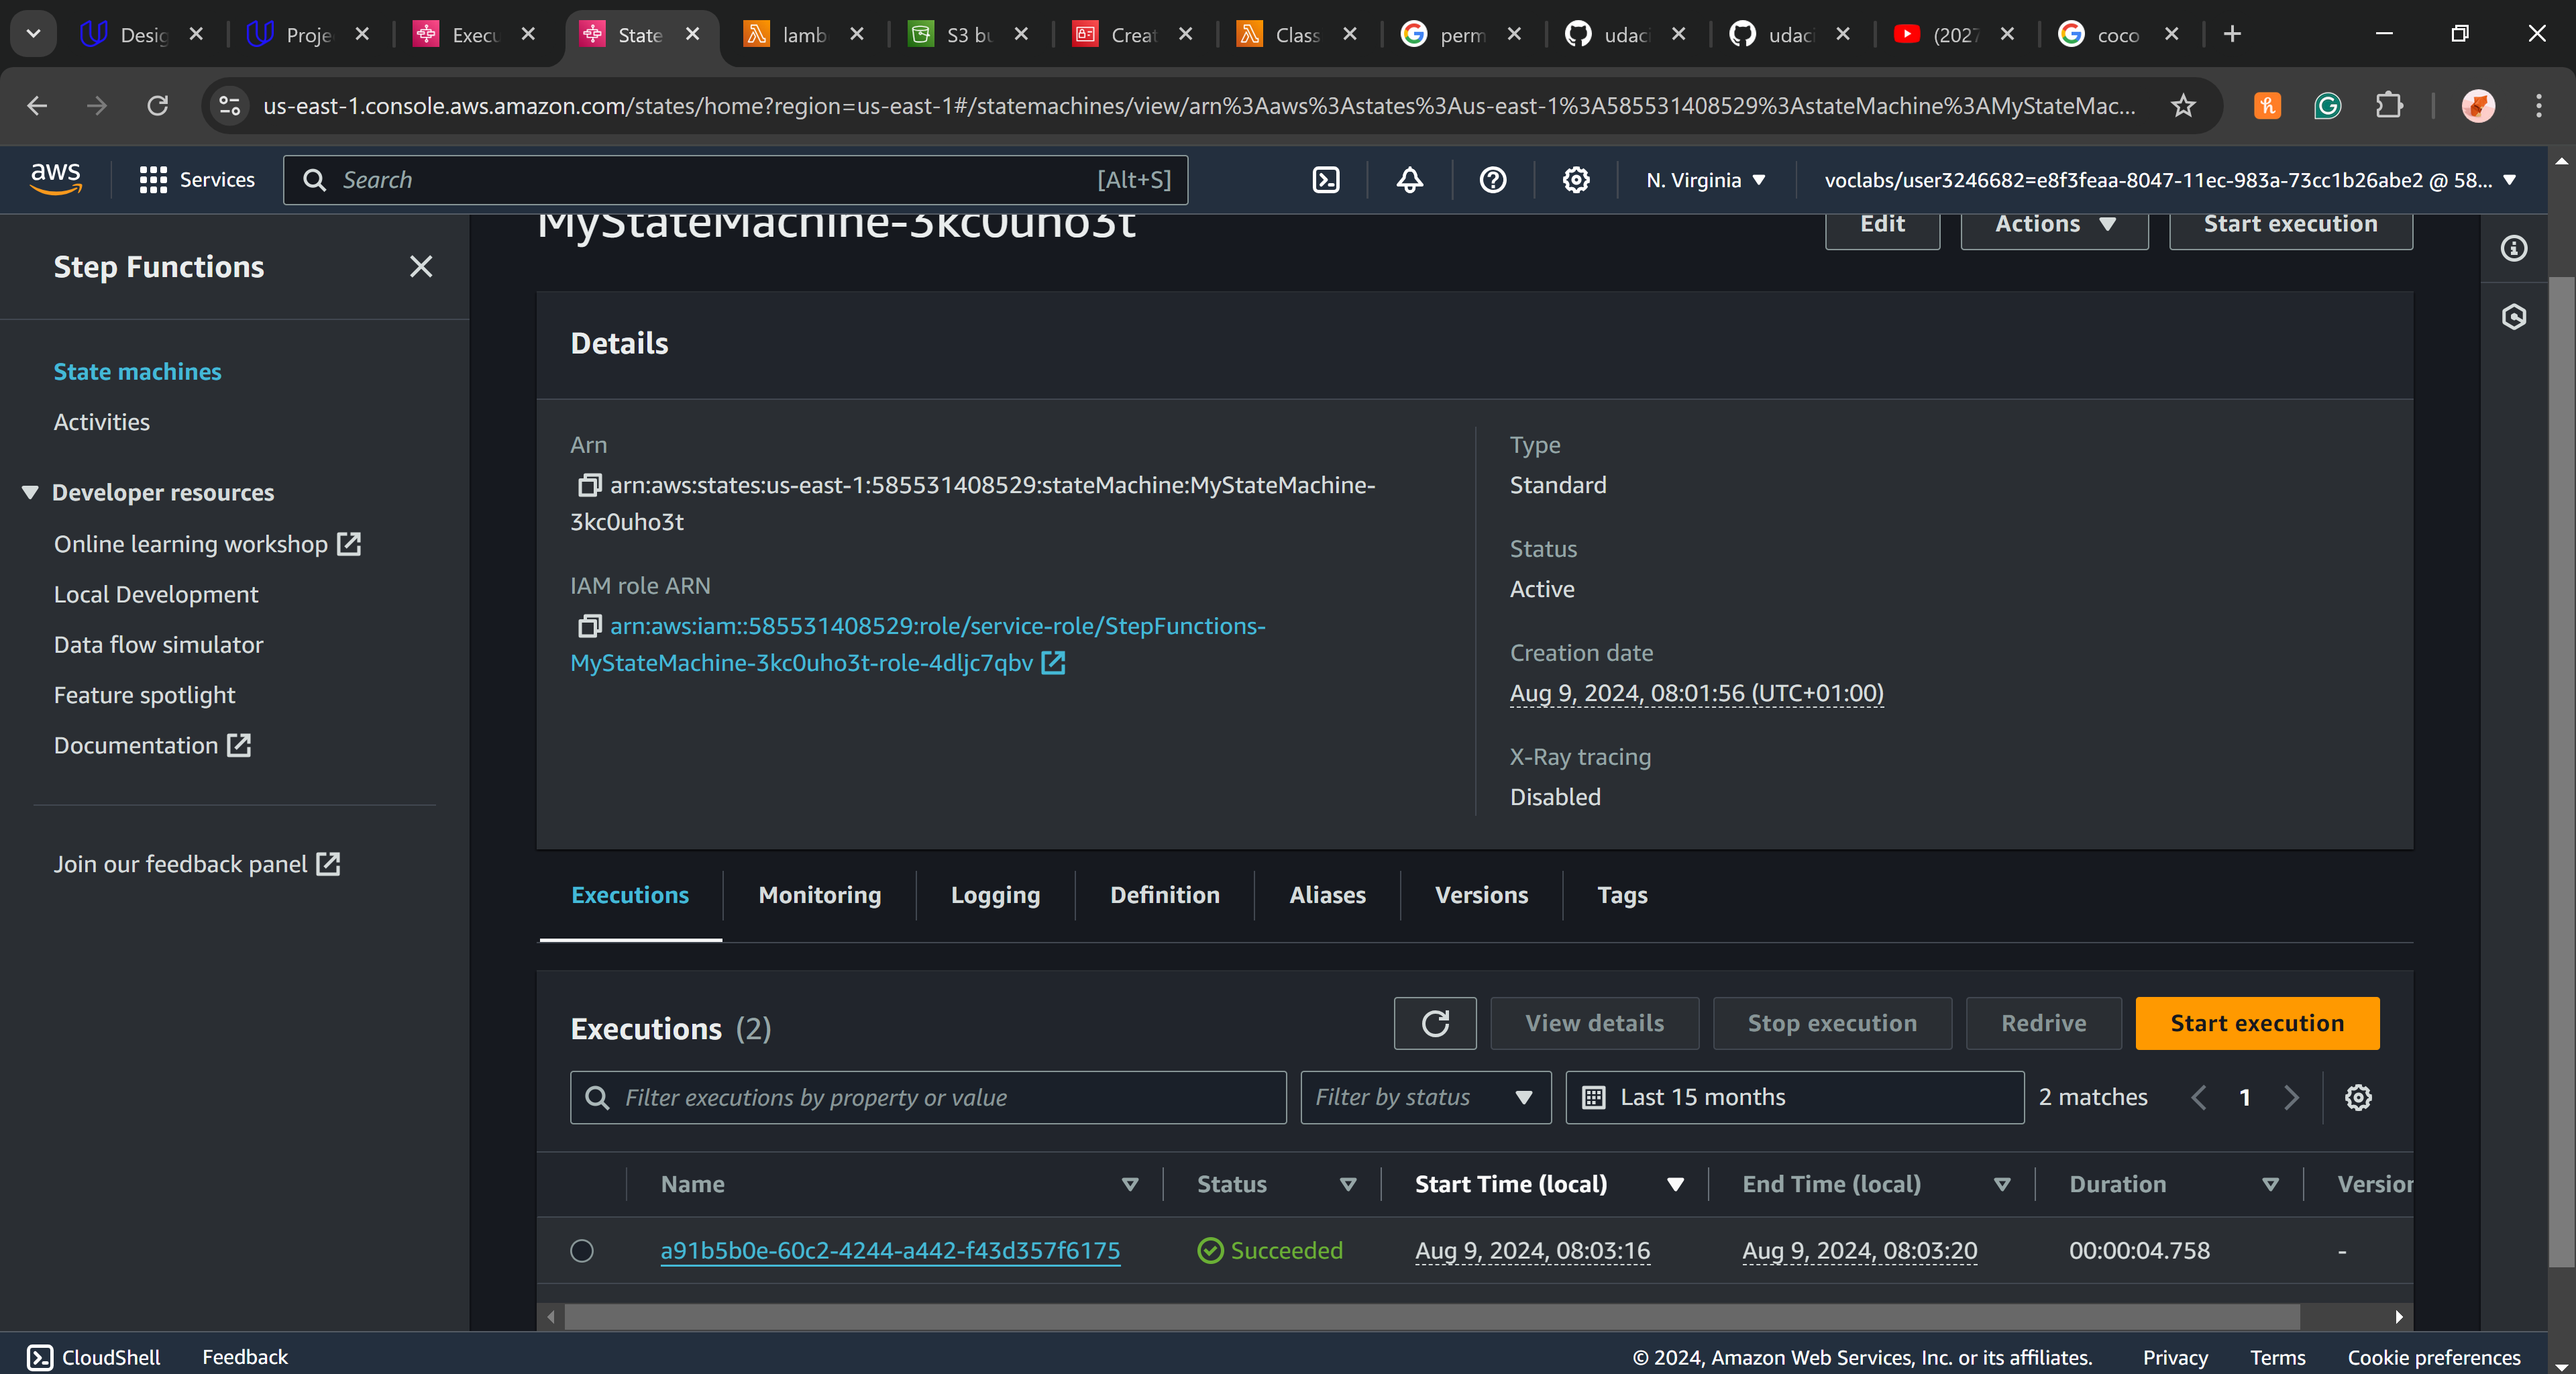 Desig
Proje
Execu
State
lamb
S3 bu
Creat
Class
perm
udaci
udaci
(2027
coco
us-east-1.console.aws.amazon.com/states/home?region=us-east-1#/statemachines/view/arn%3Aaws%3Astates%3Aus-east-1%3A585531408529%3AstateMachine%3AMyStateMac...
aws
Services
Search
[Alt+S]
N. Virginia
voclabs/user3246682=e8f3feaa-8047-11ec-983a-73cc1b26abe2 @ 58...
Step Functions
State machines
Activities
Developer resources
Online learning workshop
Local Development
Data flow simulator
Feature spotlight
Documentation
Join our feedback panel
MyStateMachine-3kc0uho3t
Edit
Actions
Start execution
Details
Arn
arn:aws:states:us-east-1:585531408529:stateMachine:MyStateMachine-
3kc0uho3t
IAM role ARN
arn:aws:iam::585531408529:role/service-role/StepFunctions-
MyStateMachine-3kc0uho3t-role-4dljc7qbv
Type
Standard
Status
Active
Creation date
Aug 9, 2024, 08:01:56 (UTC+01:00)
X-Ray tracing
Disabled
Executions
Monitoring
Logging
Definition
Aliases
Versions
Tags
Executions (2)
View details
Stop execution
Redrive
Start execution
Filter executions by property or value
Filter by status
Last 15 months
2 matches
1
Name
Status
Start Time (local)
End Time (local)
Duration
Version
a91b5b0e-60c2-4244-a442-f43d357f6175
Succeeded
Aug 9, 2024, 08:03:16
Aug 9, 2024, 08:03:20
00:00:04.758
-
CloudShell
Feedback
© 2024, Amazon Web Services, Inc. or its affiliates.
Privacy
Terms
Cookie preferences